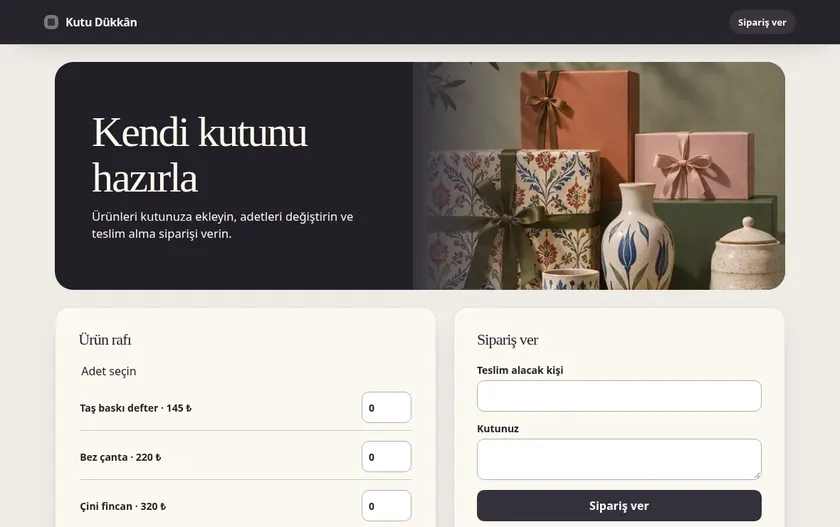 Kutu Dükkân
Sipariş ver
Kendi kutunu
hazırla
Ürünleri kutunuza ekleyin, adetleri değiştirin ve
teslim alma siparişi verin.
Ürün rafı
Adet seçin
Taş baskı defter · 145 ₺
0
Bez çanta · 220 ₺
0
Çini fincan · 320 ₺
0
Sipariş ver
Teslim alacak kişi
Kutunuz
Sipariş ver